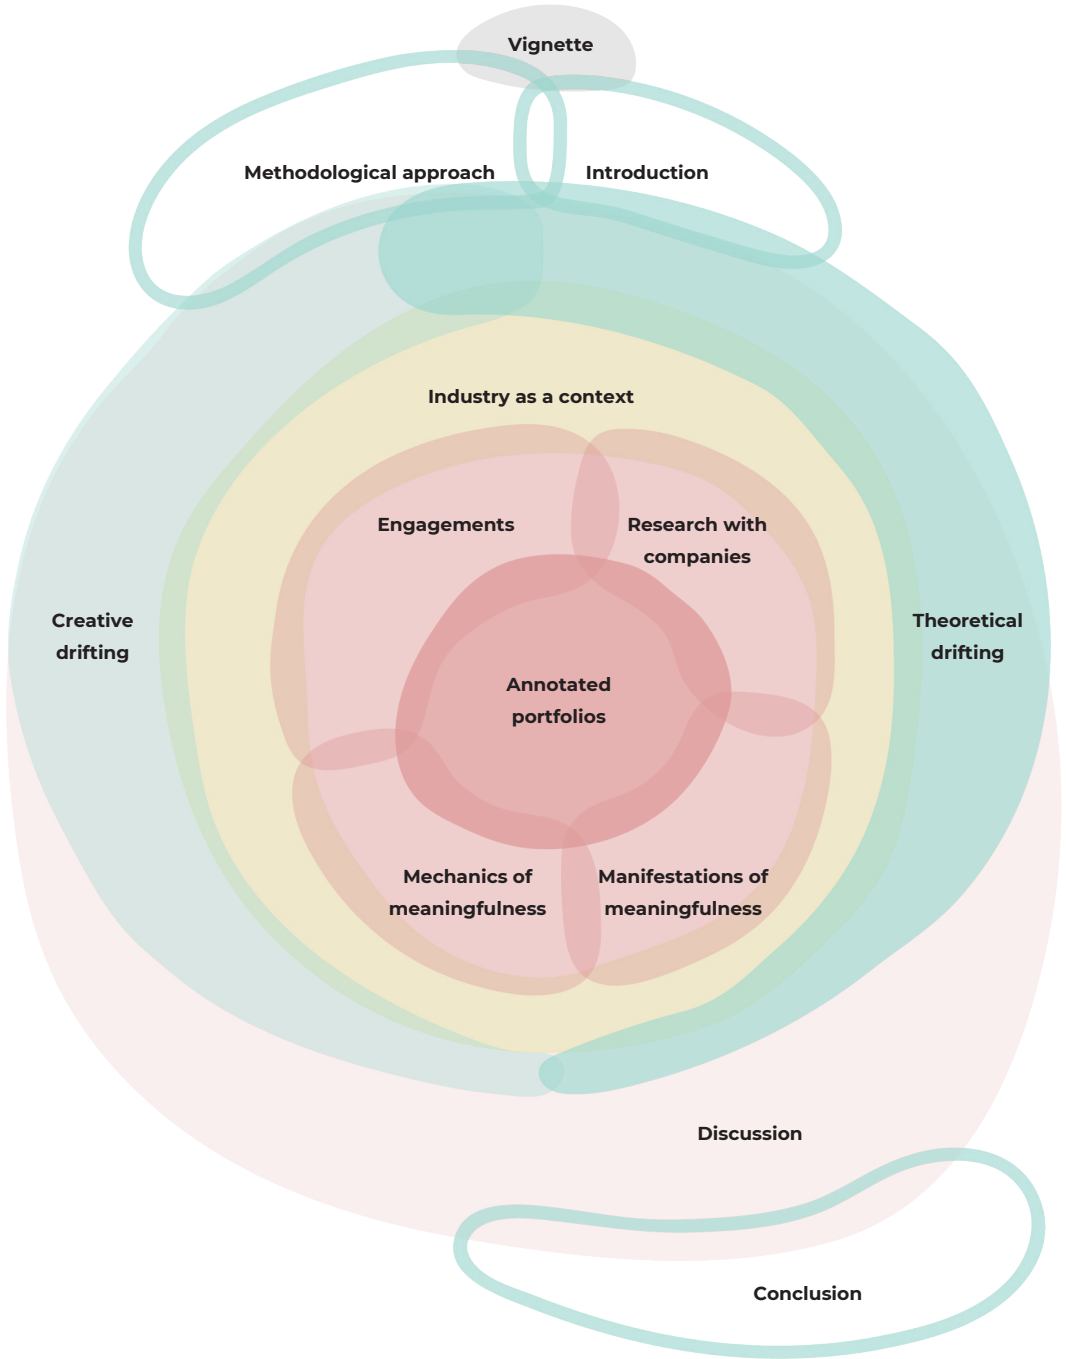 Vignette
Methodological approach
Introduction
Industry as a context
Engagements
Research with
companies
Creative
drifting
Theoretical
drifting
Annotated
portfolios
Mechanics of
meaningfulness
Manifestations of
meaningfulness
Discussion
Conclusion